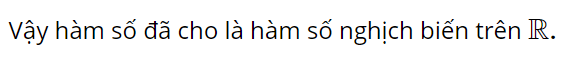 Vậy hàm số đã cho là hàm số nghịch biến trên ℝ.